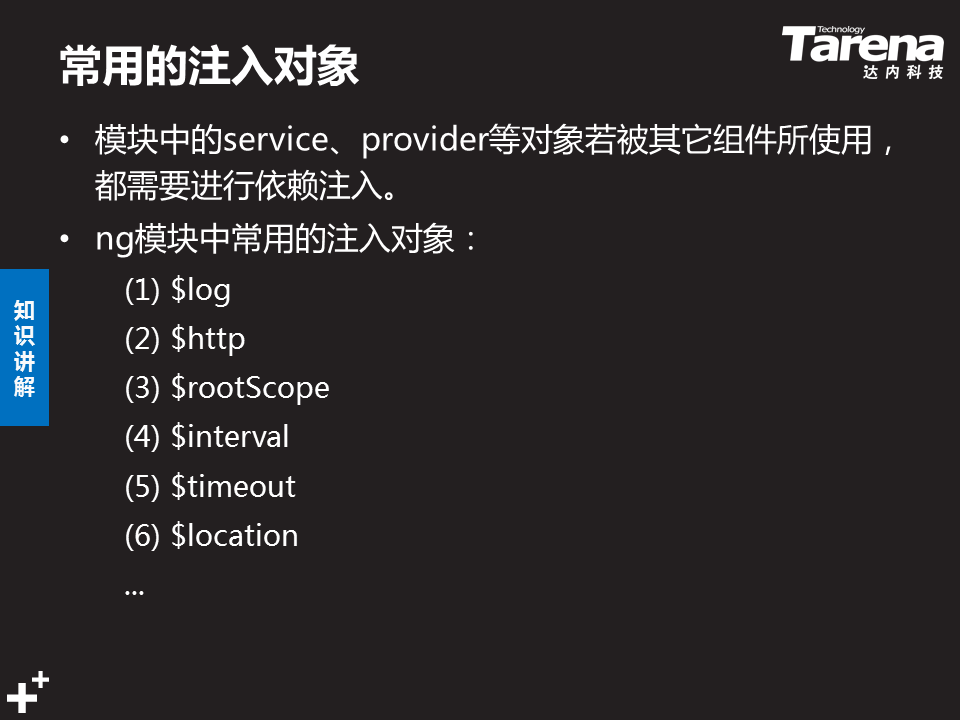 常用的注入对象
Technology
Tarena
达内科技
• 模块中的service、provider等对象若被其它组件所使用，
都需要进行依赖注入。
• ng模块中常用的注入对象：
(1) $log
(2) $http
(3) $rootScope
(4) $interval
(5) $timeout
(6) $location
...
知
识
讲
解